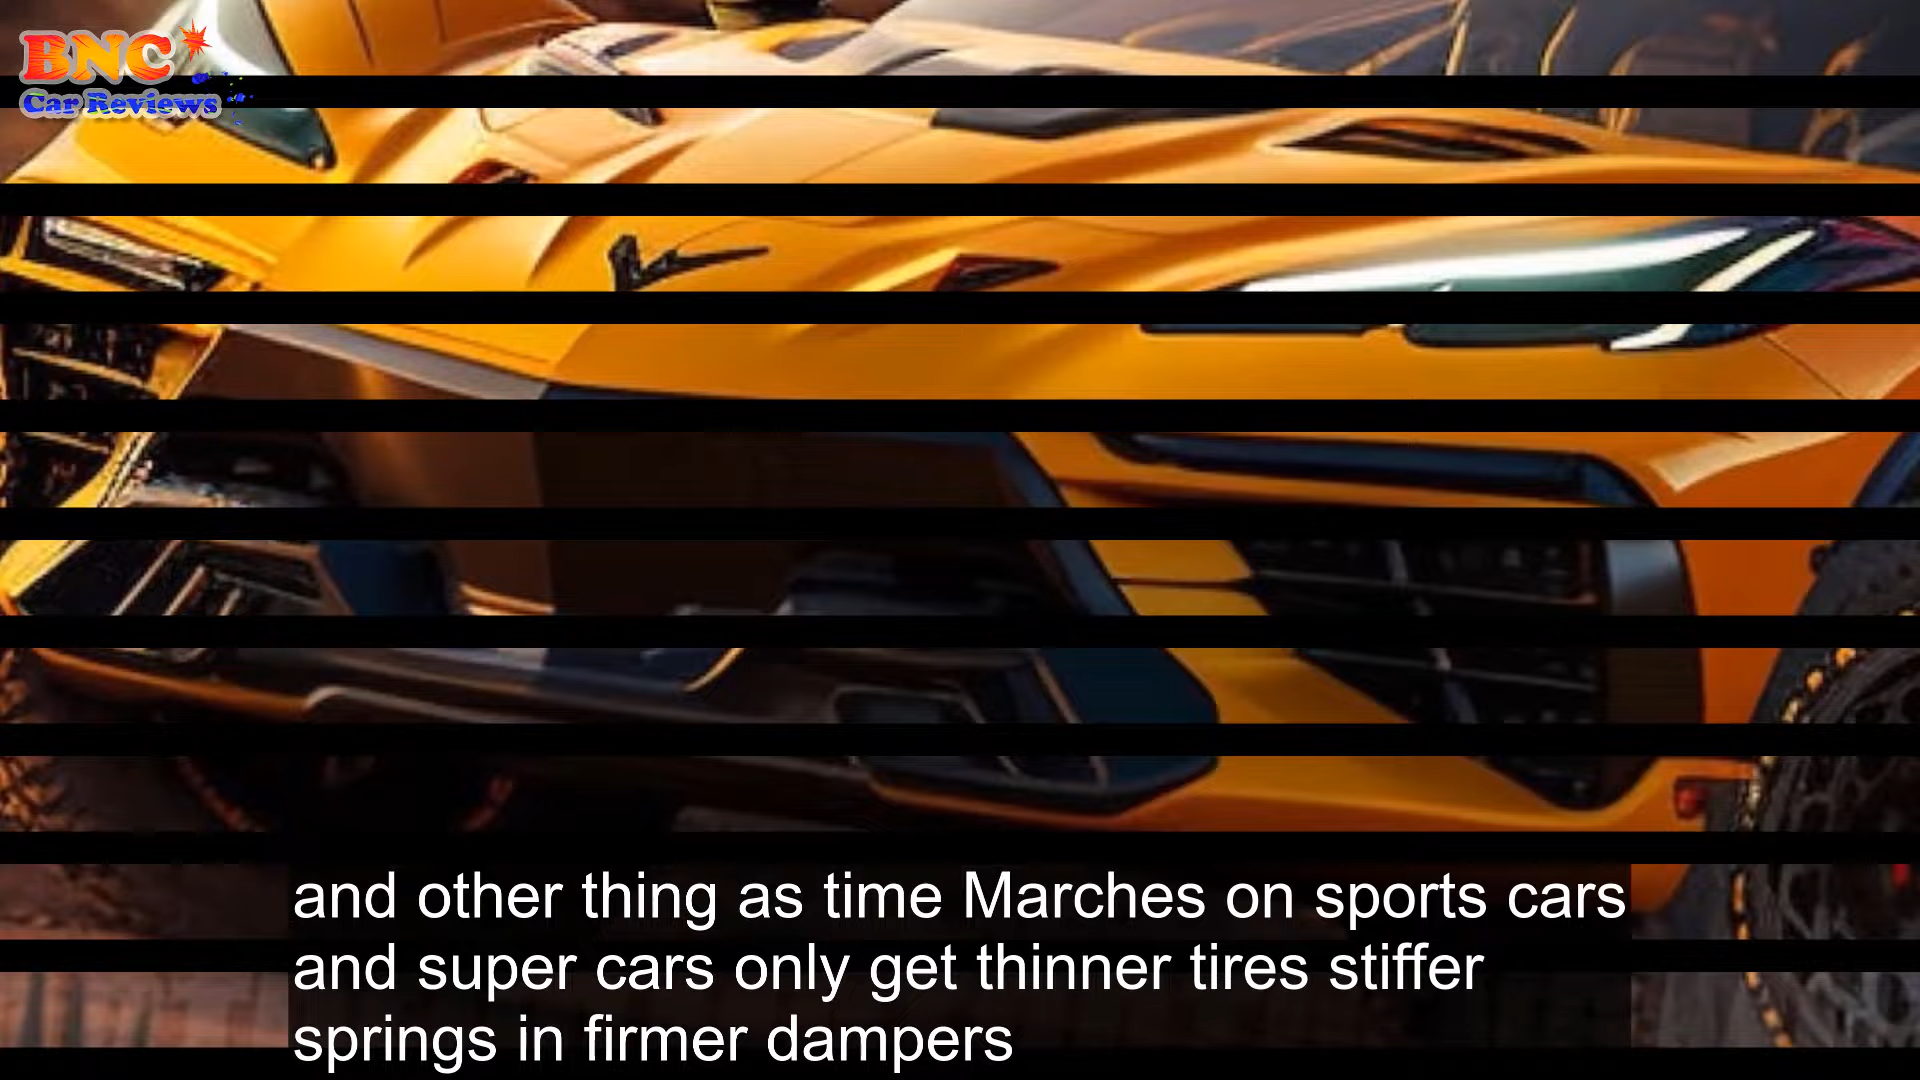 BNC
Car Reviews
and other thing as time Marches on sports cars
and super cars only get thinner tires stiffer
springs in firmer dampers